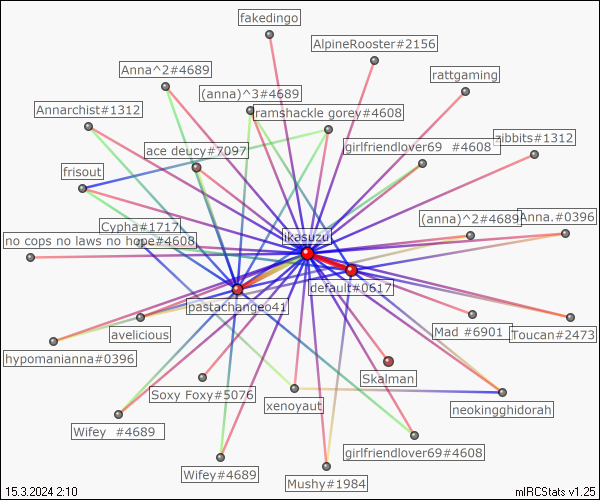 fakedingo
AlpineRooster#2156
Anna^2#4689
rattgaming
(anna)^3#4689
Annarchist#1312
ramshackle gorey#4608
zibbits#1312
girlfriendlover69 #4608
ace deucy#7097
frisout
(anna)^2#4689
Anna.#0396
Cypha#1717
ikasuzu
no cops no laws no hope#4608
default#0617
pastachangeo41
avelicious
Mad #6901
Toucan#2473
hypomanianna#0396
Skalman
Soxy Foxy#5076
xenoyaut
neokingghidorah
Wifey #4689
girlfriendlover69#4608
Wifey#4689
Mushy#1984
15.3.2024 2:10
mIRCStats v1.25